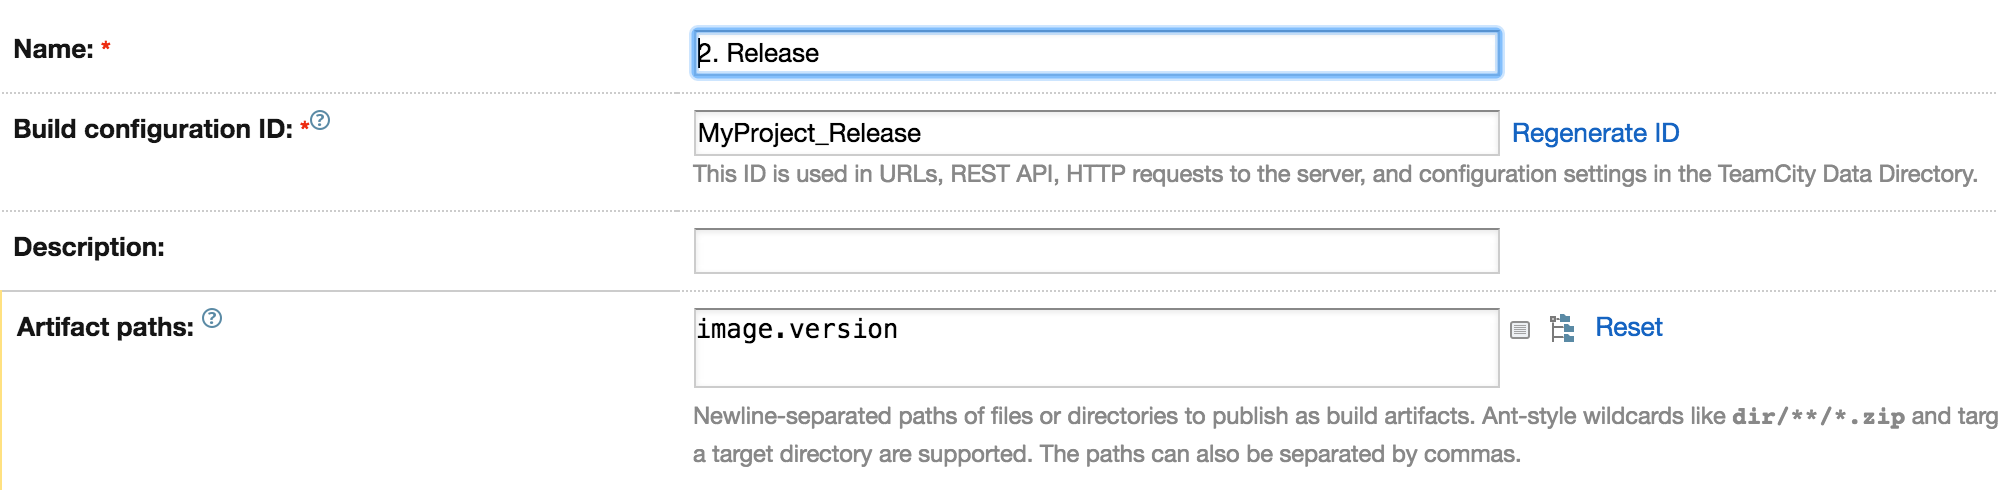 Name: *
2. Release
Build configuration ID: *?
MyProject_Release
Regenerate ID
This ID is used in URLs, REST API, HTTP requests to the server, and configuration settings in the TeamCity Data Directory.
Description:
Artifact paths: ?
image.version
Reset
Newline-separated paths of files or directories to publish as build artifacts. Ant-style wildcards like dir/**/*.zip and targ
a target directory are supported. The paths can also be separated by commas.